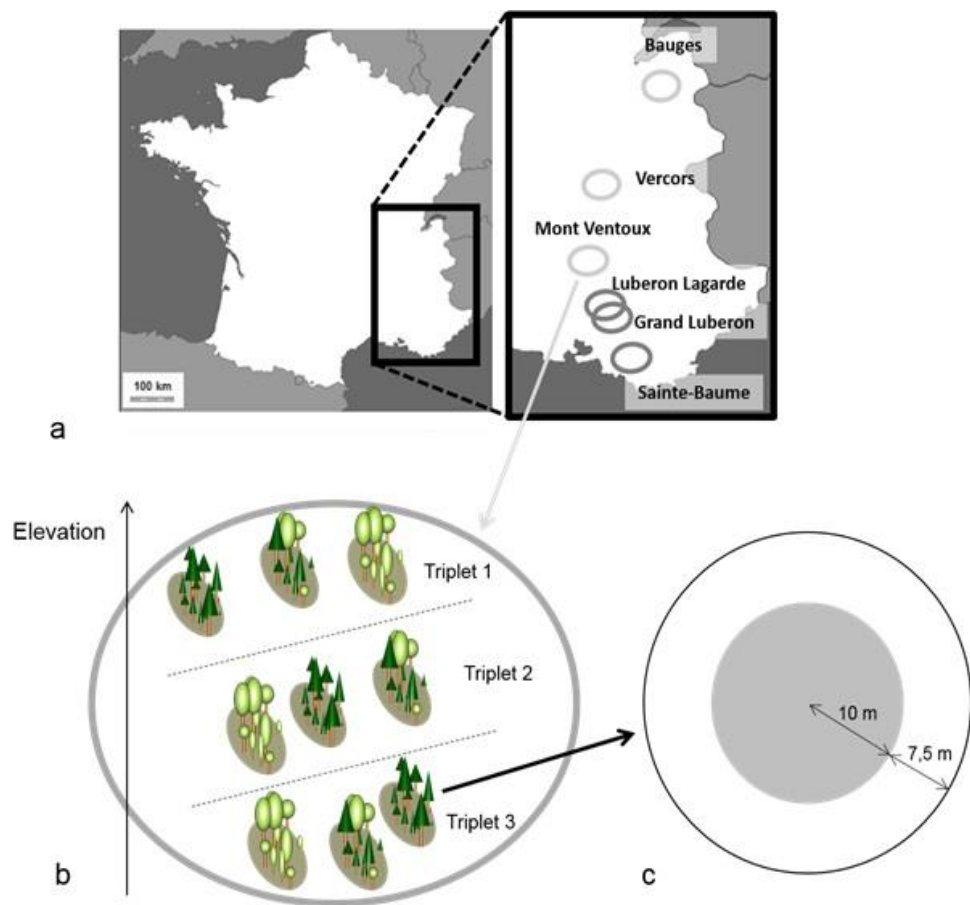 Bauges
Vercors
Mont Ventoux
Luberon Lagarde
Grand Luberon
Sainte-Baume
100 km
a
Elevation
Triplet 1
Triplet 2
Triplet 3
b
10 m
7,5 m
c